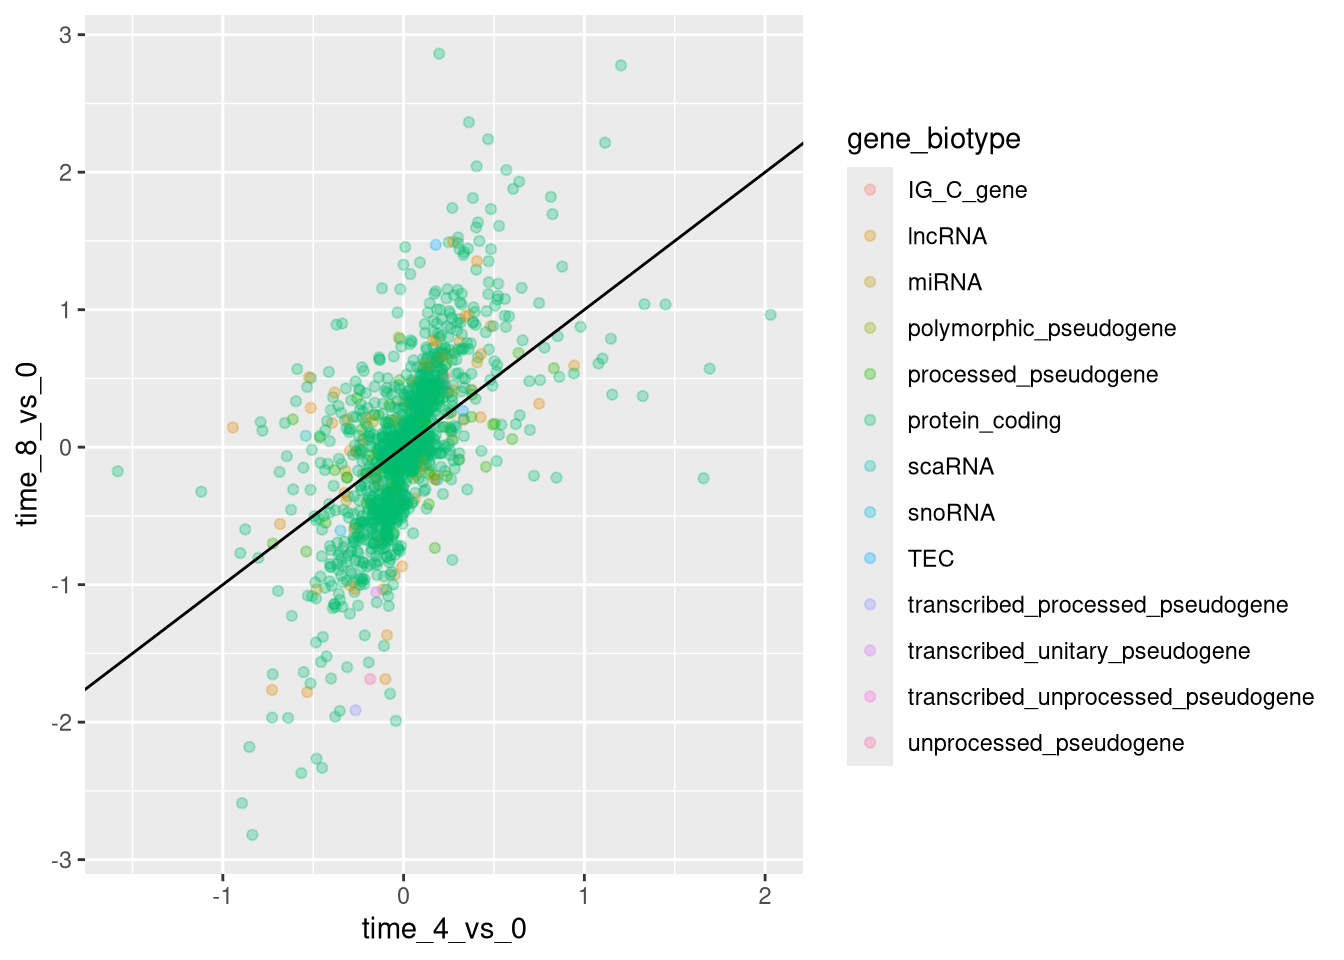 3
2
1
0
-1
-2
-3
time_8_vs_0
-1
0
1
2
time_4_vs_0
gene_biotype
IG_C_gene
lncRNA
miRNA
polymorphic_pseudogene
processed_pseudogene
protein_coding
scaRNA
snoRNA
TEC
transcribed_processed_pseudogene
transcribed_unitary_pseudogene
transcribed_unprocessed_pseudogene
unprocessed_pseudogene